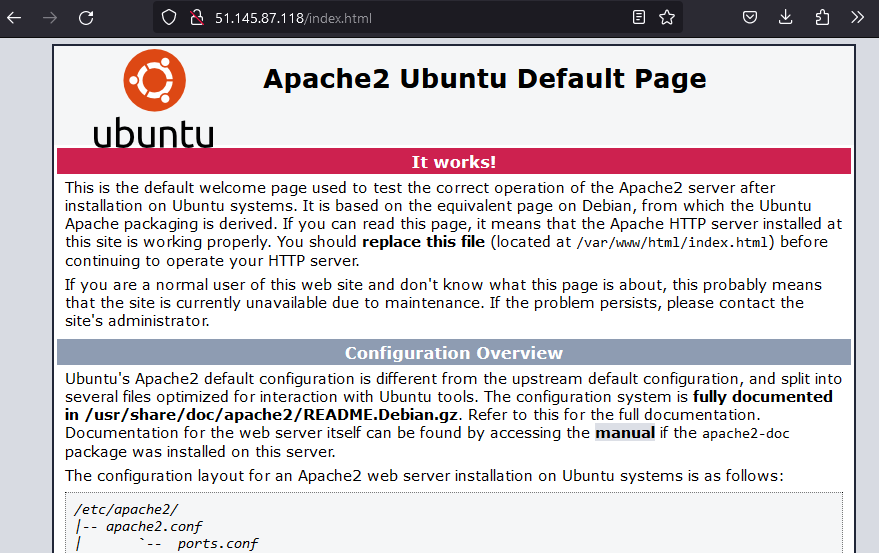 51.145.87.118/index.html
Apache2 Ubuntu Default Page
ubuntu
It works!
This is the default welcome page used to test the correct operation of the Apache2 server after
installation on Ubuntu systems. It is based on the equivalent page on Debian, from which the Ubuntu
Apache packaging is derived. If you can read this page, it means that the Apache HTTP server installed at
this site is working properly. You should replace this file (located at /var/www/html/index.html) before
continuing to operate your HTTP server.
If you are a normal user of this web site and don't know what this page is about, this probably means
that the site is currently unavailable due to maintenance. If the problem persists, please contact the
site's administrator.
Configuration Overview
Ubuntu's Apache2 default configuration is different from the upstream default configuration, and split into
several files optimized for interaction with Ubuntu tools. The configuration system is fully documented
in /usr/share/doc/apache2/README.Debian.gz. Refer to this for the full documentation.
Documentation for the web server itself can be found by accessing the manual if the apache2-doc
package was installed on this server.
The configuration layout for an Apache2 web server installation on Ubuntu systems is as follows:
/etc/apache2/
|-- apache2.conf
|       `--  ports.conf